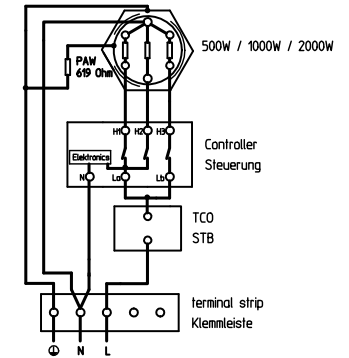 500W / 1000W / 2000W
PAW
619 Ohm
H1 H2 H3
Elektronics
N La Lb
Controller
Steuerung
TCO
STB
terminal strip
Klemmleiste
N L